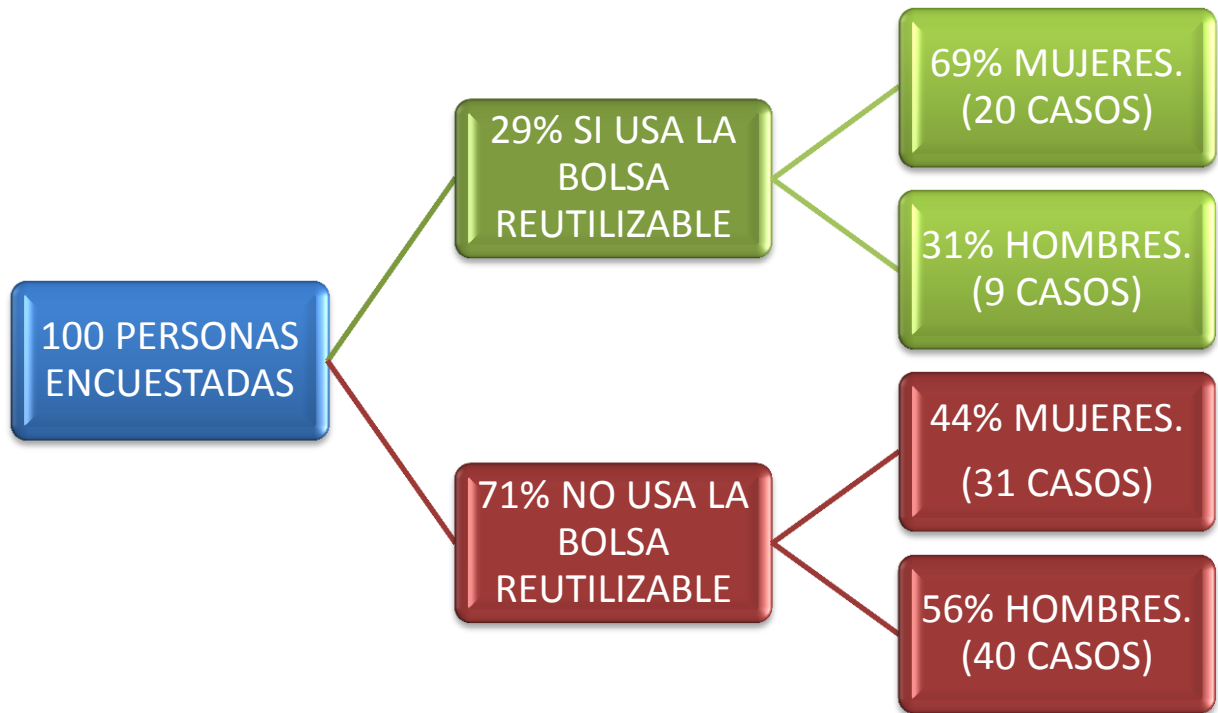 100 PERSONAS
ENCUESTADAS
29% SI USA LA
BOLSA
REUTILIZABLE
69% MUJERES.
(20 CASOS)
31% HOMBRES.
(9 CASOS)
71% NO USA LA
BOLSA
REUTILIZABLE
44% MUJERES.
(31 CASOS)
56% HOMBRES.
(40 CASOS)